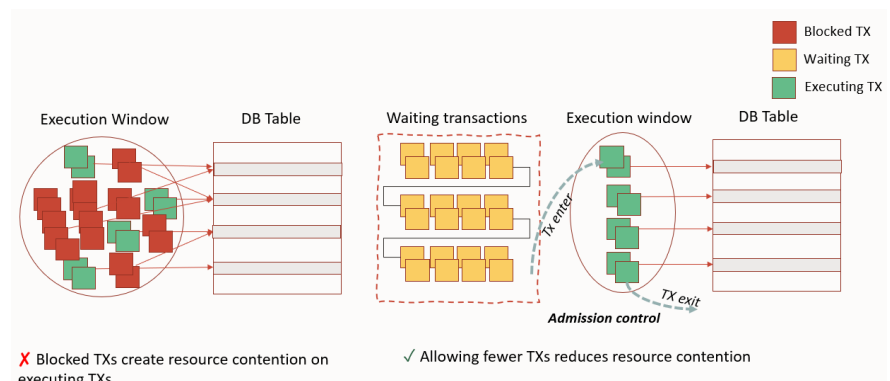 Blocked TX
Waiting TX
Executing TX
Execution Window
DB Table
Waiting transactions
Execution window
DB Table
Tx enter
TX exit
Admission control
✗ Blocked TXs create resource contention on
executing TXs
✓ Allowing fewer TXs reduces resource contention